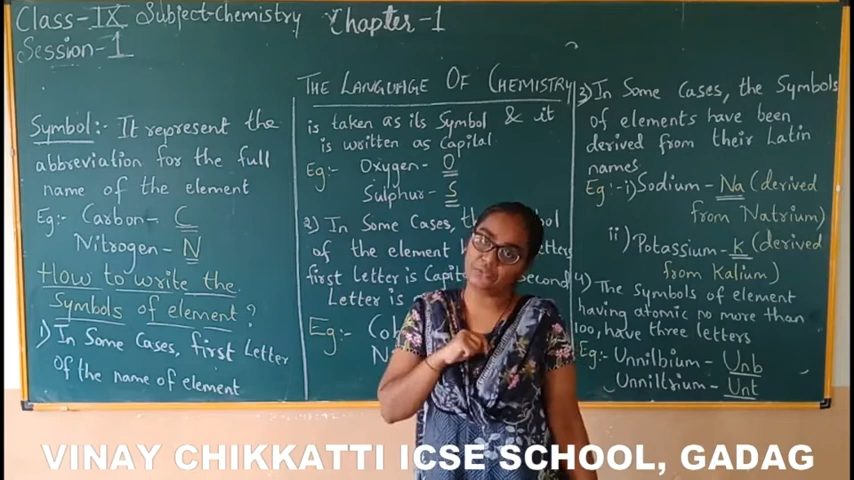 Class-IX Subject-Chemistry Chapter-1
Session-1
THE LANGUAGE OF CHEMISTRY
Symbol:- It represent the
abbreviation for the full
name of the element
Eg:- Carbon- C
Nitrogen- N
How to write the
Symbols of element?
1) In Some Cases, first Letter
of the name of element
is taken as its Symbol & it
is written as Capital
Eg:- Oxygen- O
Sulphur- S
2) In Some Cases, the
of the element
first Letter is Second
Letter is
Eg:-
3) In Some Cases, the Symbols
of elements have been
derived from their Latin
names
Eg:- i) Sodium - Na (derived
from Natrium)
ii) Potassium - K (derived
from Kalium)
4) The Symbols of element
having atomic no more than
100, have three letters
Eg:- Unnilbium - Unb
Unniltrium - Unt
VINAY CHIKKATTI ICSE SCHOOL, GADAG